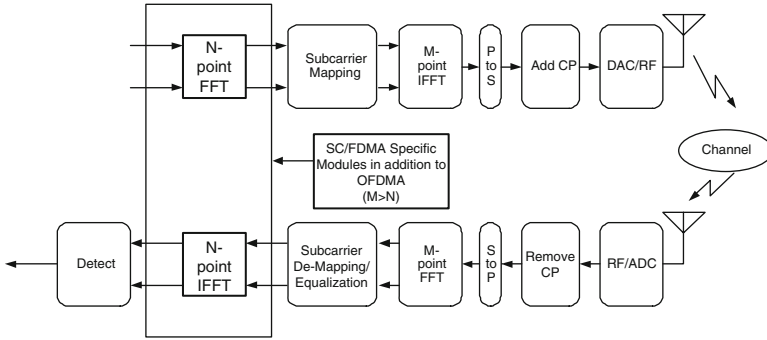 N-
point
FFT
Subcarrier
Mapping
M-
point
IFFT
P
to
S
Add CP
DAC/RF
SC/FDMA Specific
Modules in addition to
OFDMA
(M>N)
Channel
Detect
N-
point
IFFT
Subcarrier
De-Mapping/
Equalization
M-
point
FFT
S
to
P
Remove
CP
RF/ADC